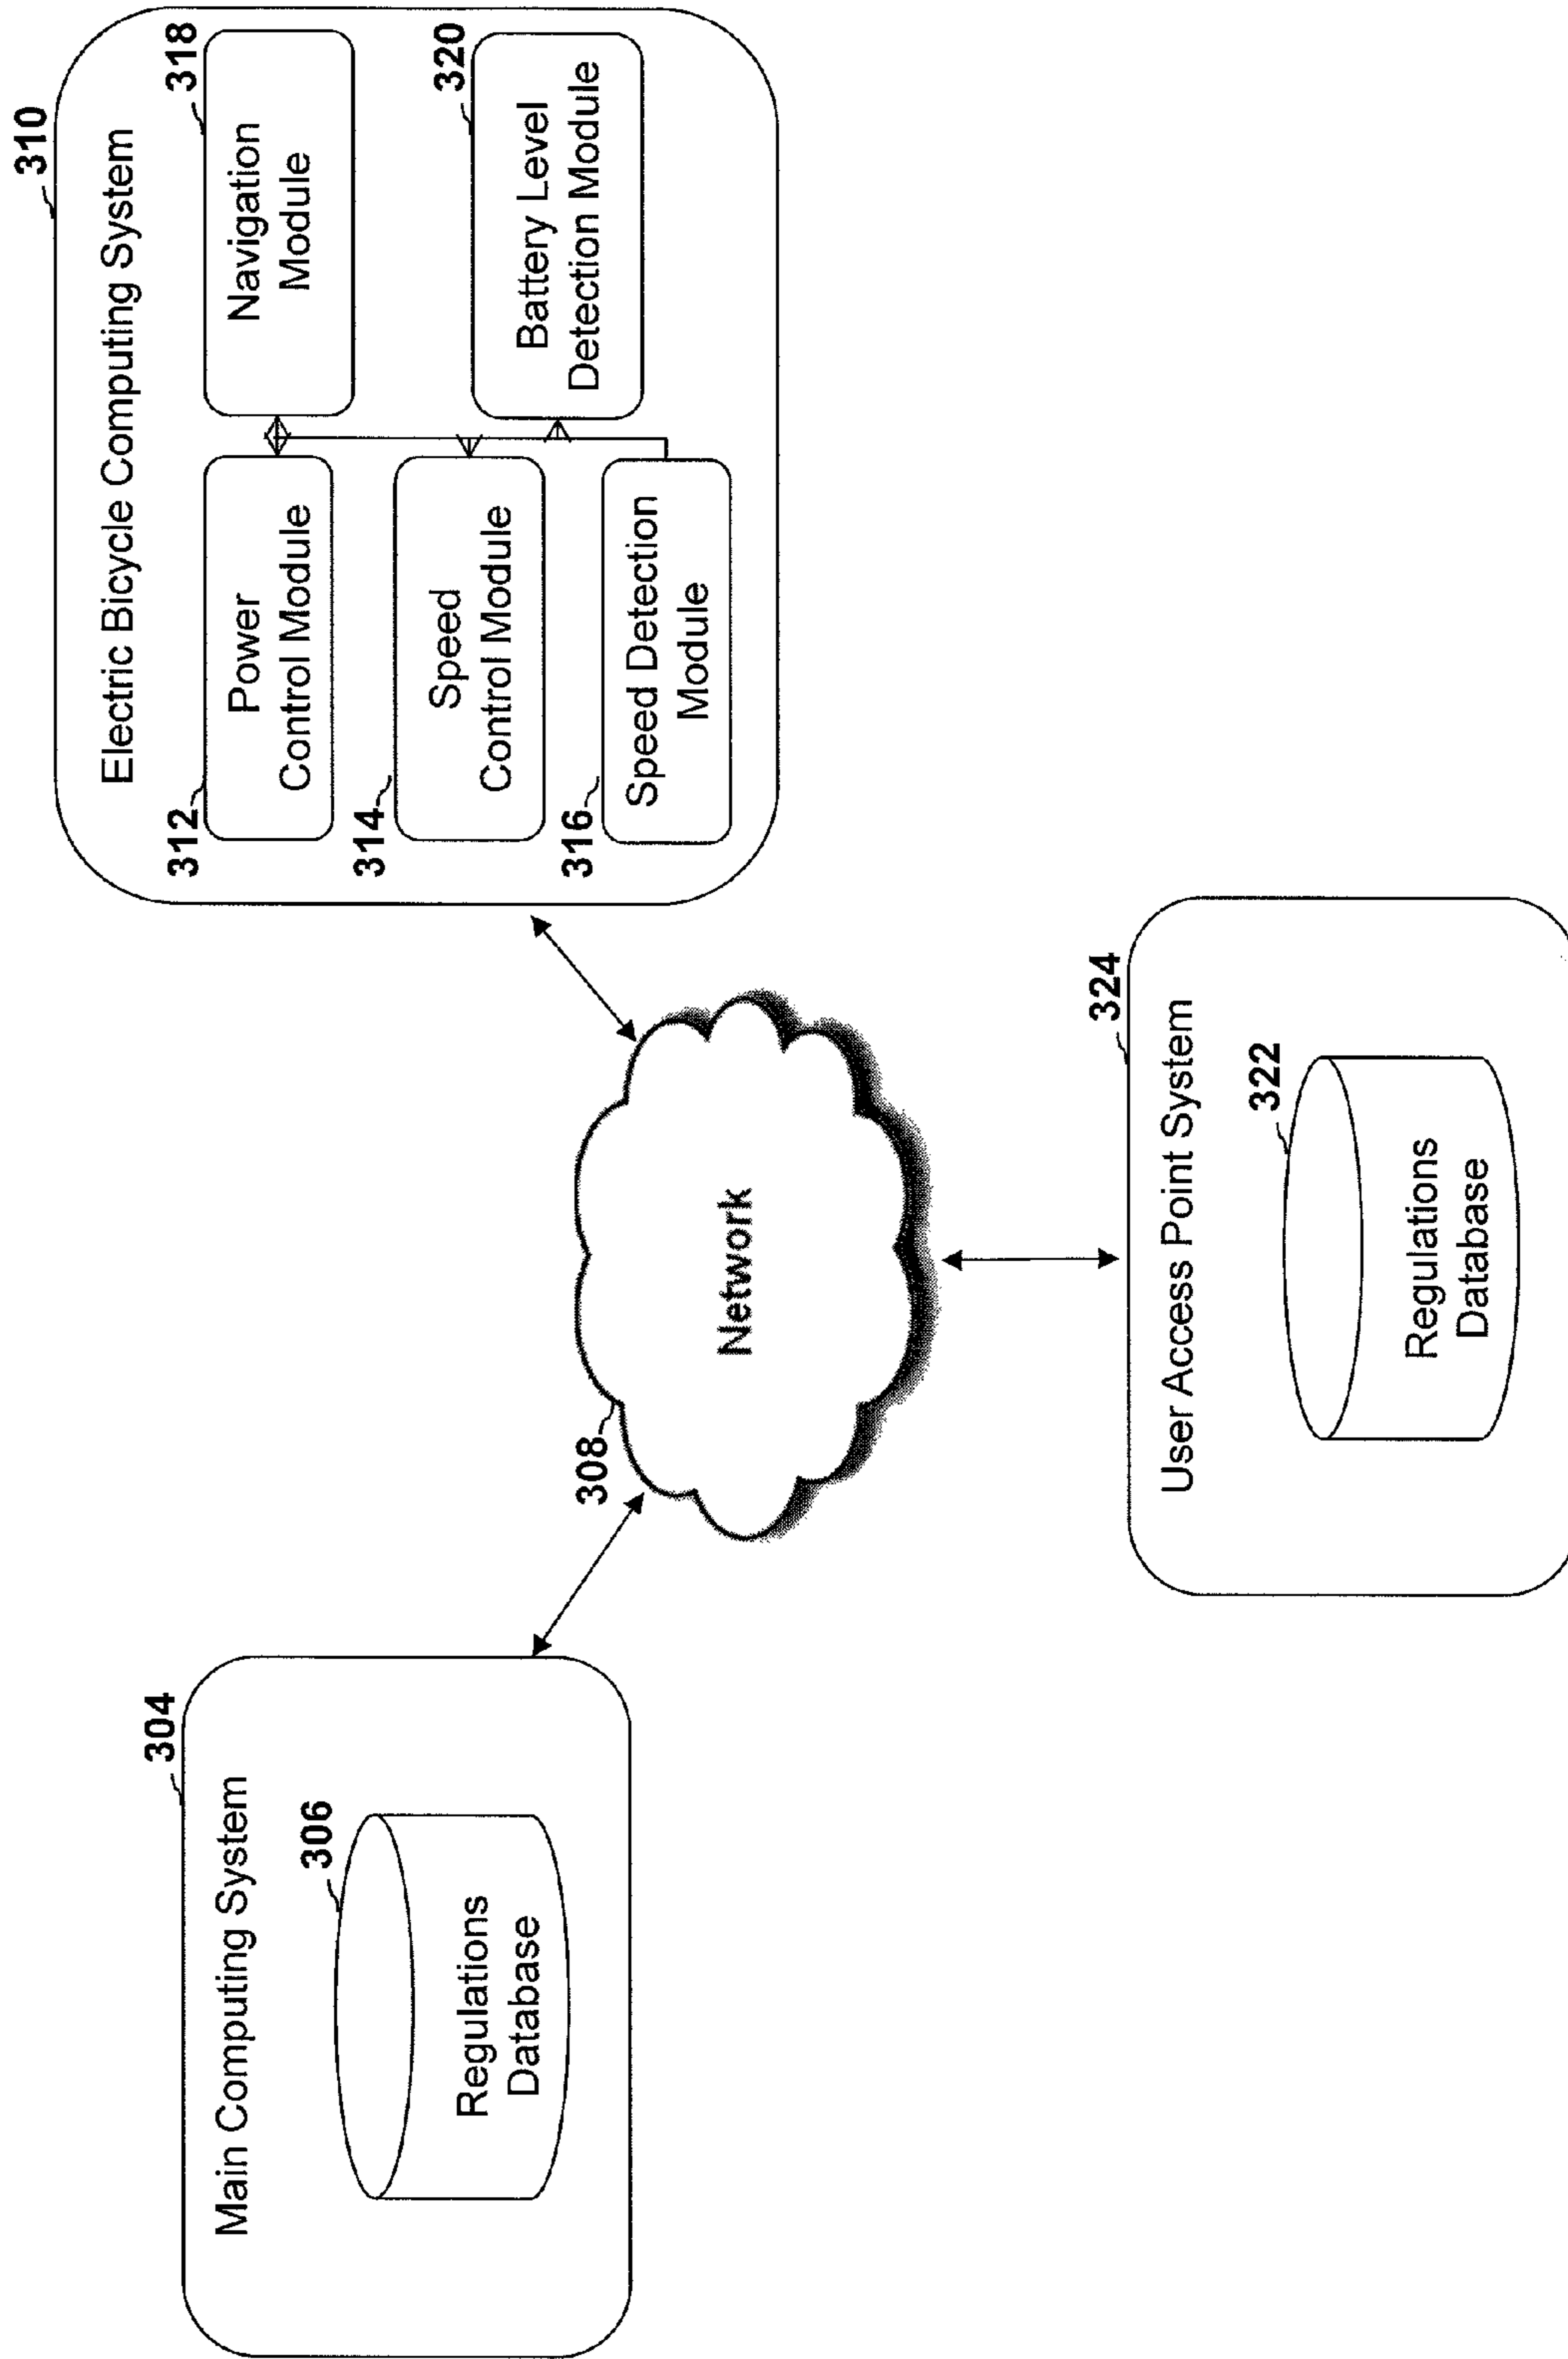 304
Main Computing System
306
Regulations
Database
308
Network
310
Electric Bicycle Computing System
312
Power
Control Module
314
Speed
Control Module
316
Speed Detection
Module
318
Navigation
Module
320
Battery Level
Detection Module
324
User Access Point System
322
Regulations
Database